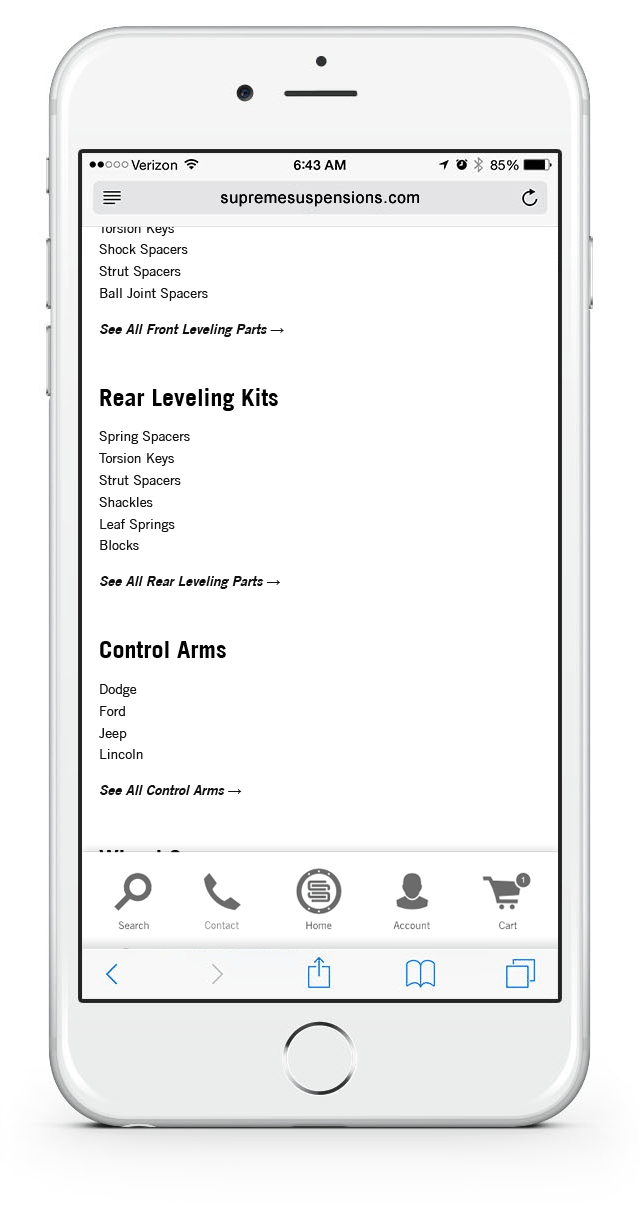 Verizon 6:43 AM 85%
supremesuspensions.com
Torsion Keys
Shock Spacers
Strut Spacers
Ball Joint Spacers
See All Front Leveling Parts →
Rear Leveling Kits
Spring Spacers
Torsion Keys
Strut Spacers
Shackles
Leaf Springs
Blocks
See All Rear Leveling Parts →
Control Arms
Dodge
Ford
Jeep
Lincoln
See All Control Arms →
1
Search Contact Home Account Cart